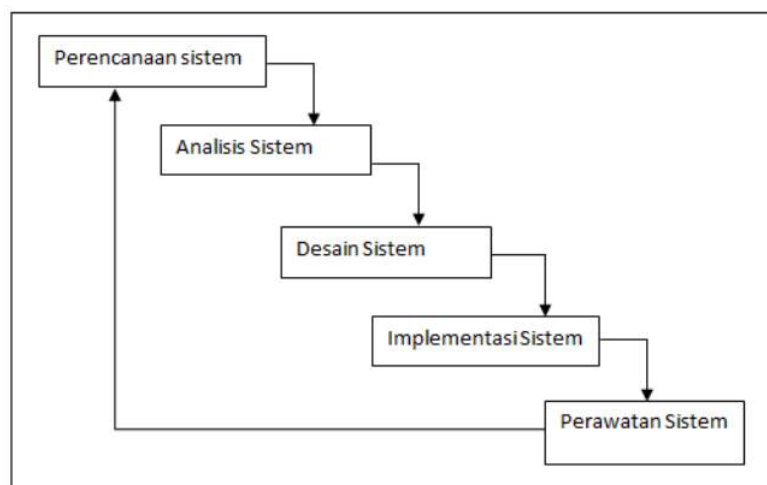 Perencanaan sistem
Analisis Sistem
Desain Sistem
Implementasi Sistem
Perawatan Sistem